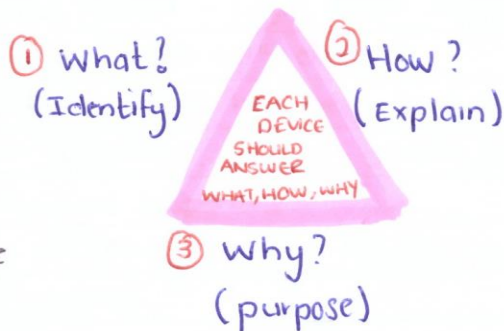 ① What?
(Identify)
② How?
(Explain)
EACH
DEVICE
SHOULD
ANSWER
WHAT, HOW, WHY
③ Why?
(purpose)